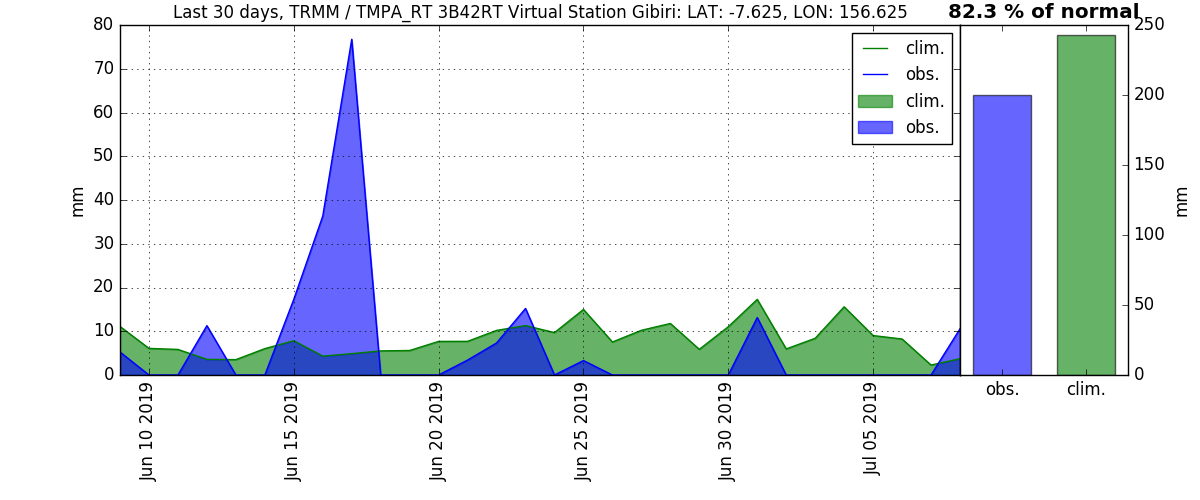 Last 30 days, TRMM / TMPA_RT 3B42RT Virtual Station Gibiri: LAT: -7.625, LON: 156.625
82.3 % of normal
80
70
60
50
40
30
20
10
0
mm
clim.
obs.
clim.
obs.
Jun 10 2019
Jun 15 2019
Jun 20 2019
Jun 25 2019
Jun 30 2019
Jul 05 2019
250
200
150
100
50
0
mm
obs.
clim.